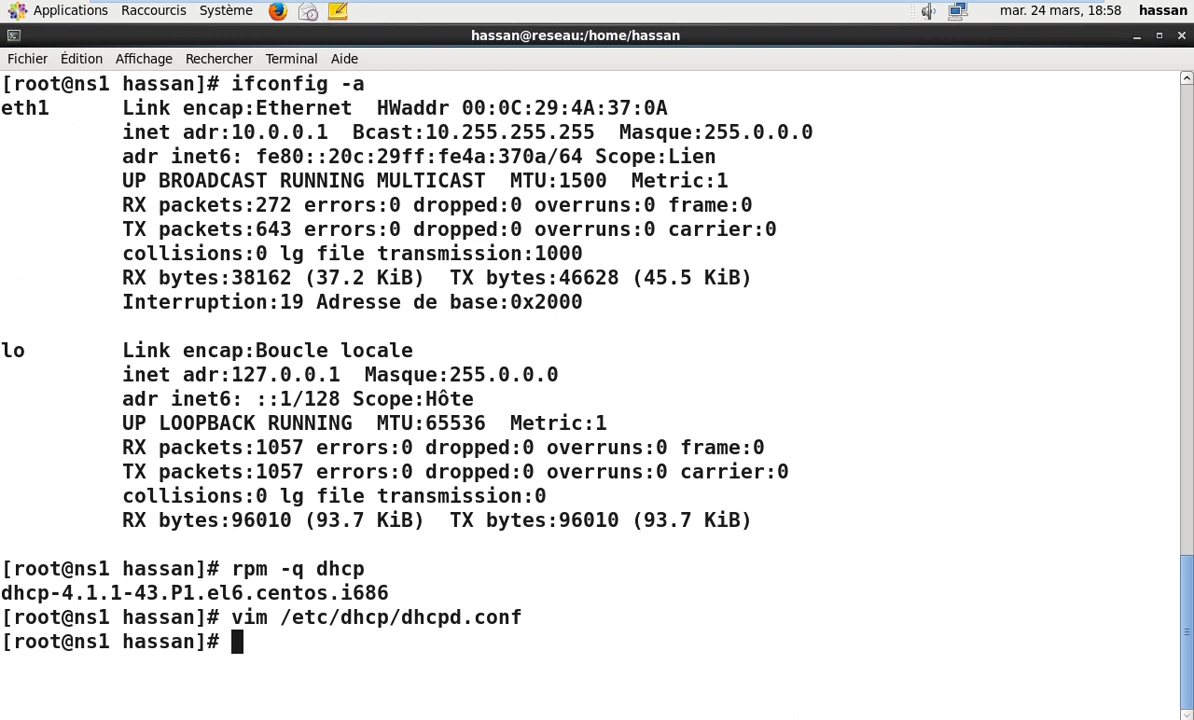 Applications Raccourcis Système mar. 24 mars, 18:58 hassan
hassan@reseau:/home/hassan
Fichier Édition Affichage Rechercher Terminal Aide
[root@ns1 hassan]# ifconfig -a
eth1 Link encap:Ethernet HWaddr 00:0C:29:4A:37:0A
inet adr:10.0.0.1 Bcast:10.255.255.255 Masque:255.0.0.0
adr inet6: fe80::20c:29ff:fe4a:370a/64 Scope:Lien
UP BROADCAST RUNNING MULTICAST MTU:1500 Metric:1
RX packets:272 errors:0 dropped:0 overruns:0 frame:0
TX packets:643 errors:0 dropped:0 overruns:0 carrier:0
collisions:0 lg file transmission:1000
RX bytes:38162 (37.2 KiB) TX bytes:46628 (45.5 KiB)
Interruption:19 Adresse de base:0x2000
lo Link encap:Boucle locale
inet adr:127.0.0.1 Masque:255.0.0.0
adr inet6: ::1/128 Scope:Hôte
UP LOOPBACK RUNNING MTU:65536 Metric:1
RX packets:1057 errors:0 dropped:0 overruns:0 frame:0
TX packets:1057 errors:0 dropped:0 overruns:0 carrier:0
collisions:0 lg file transmission:0
RX bytes:96010 (93.7 KiB) TX bytes:96010 (93.7 KiB)
[root@ns1 hassan]# rpm -q dhcp
dhcp-4.1.1-43.P1.el6.centos.i686
[root@ns1 hassan]# vim /etc/dhcp/dhcpd.conf
[root@ns1 hassan]#